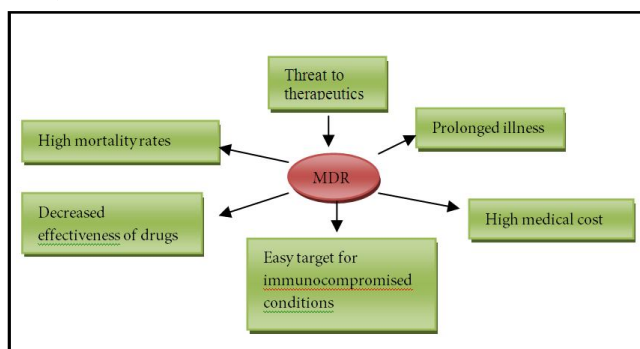 Threat to
therapeutics
High mortality rates
Prolonged illness
MDR
Decreased
effectiveness of drugs
High medical cost
Easy target for
immunocompromised
conditions